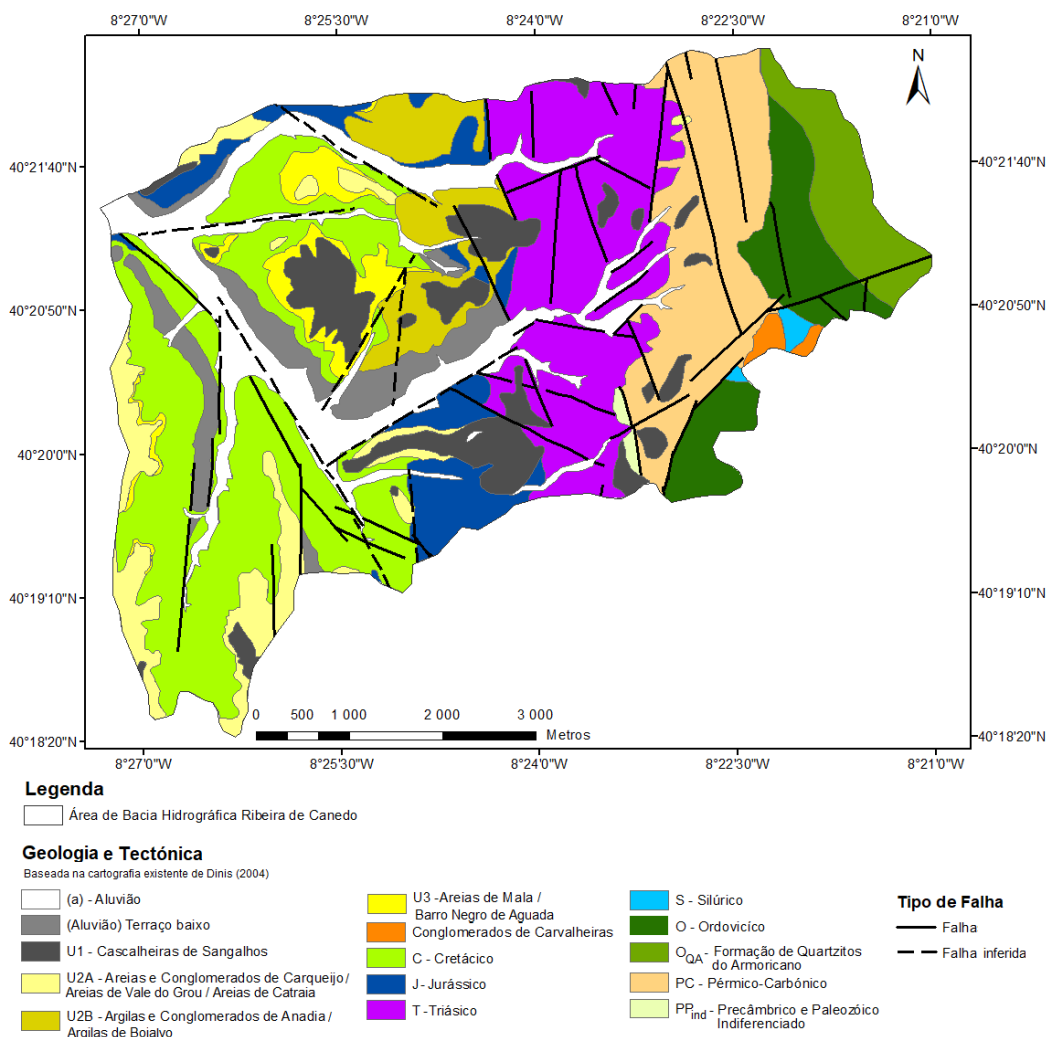 8°27'0"W 8°25'30"W 8°24'0"W 8°22'30"W 8°21'0"W
N
40°21'40"N 40°21'40"N
40°20'50"N 40°20'50"N
40°20'0"N 40°20'0"N
40°19'10"N 40°19'10"N
0 500 1 000 2 000 3 000
Metros
40°18'20"N 40°18'20"N
8°27'0"W 8°25'30"W 8°24'0"W 8°22'30"W 8°21'0"W
Legenda
Área de Bacia Hidrográfica Ribeira de Canedo
Geologia e Tectónica
Baseada na cartografia existente de Dinis (2004)
(a) - Aluvião
(Aluvião) Terraço baixo
U1 - Cascalheiras de Sangalhos
U2A - Areias e Conglomerados de Carqueijo /
Areias de Vale do Grou / Areias de Catraia
U2B - Argilas e Conglomerados de Anadia /
Argilas de Boialvo
U3 -Areias de Mala /
Barro Negro de Aguada
Conglomerados de Carvalheiras
C - Cretácico
J - Jurássico
T -Triásico
S - Silúrico
O - Ordovícico
OQA - Formação de Quartzitos
do Armoricano
PC - Pérmico-Carbónico
PPind - Precâmbrico e Paleozóico
Indiferenciado
Tipo de Falha
Falha
Falha inferida